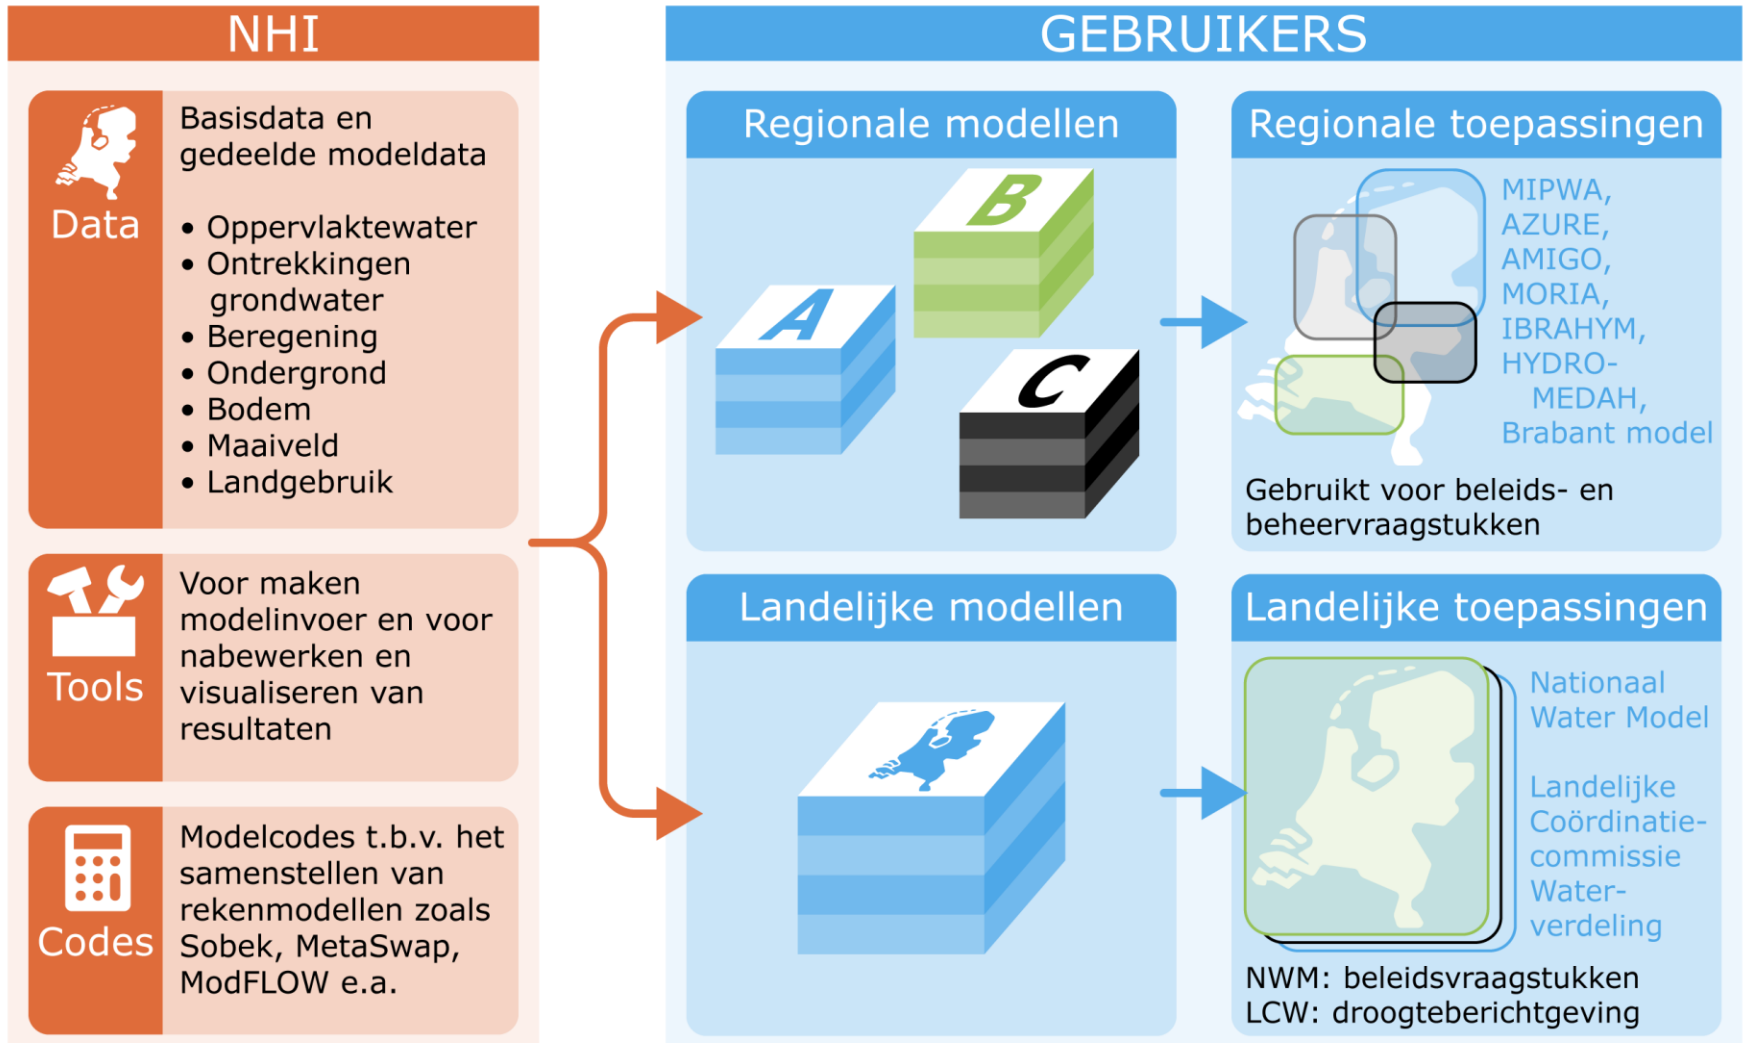 NHI
Data
Basisdata en
gedeelde modeldata
• Oppervlaktewater
• Ontrekkingen
grondwater
• Beregening
• Ondergrond
• Bodem
• Maaiveld
• Landgebruik
Tools
Voor maken
modelinvoer en voor
nabewerken en
visualiseren van
resultaten
Codes
Modelcodes t.b.v. het
samenstellen van
rekenmodellen zoals
Sobek, MetaSwap,
ModFLOW e.a.
GEBRUIKERS
Regionale modellen
A
B
C
Regionale toepassingen
MIPWA,
AZURE,
AMIGO,
MORIA,
IBRAHYM,
HYDRO-
MEDAH,
Brabant model
Gebruikt voor beleids- en
beheervraagstukken
Landelijke modellen
Landelijke toepassingen
Nationaal
Water Model
Landelijke
Coördinatie-
commissie
Water-
verdeling
NWM: beleidsvraagstukken
LCW: droogteberichtgeving